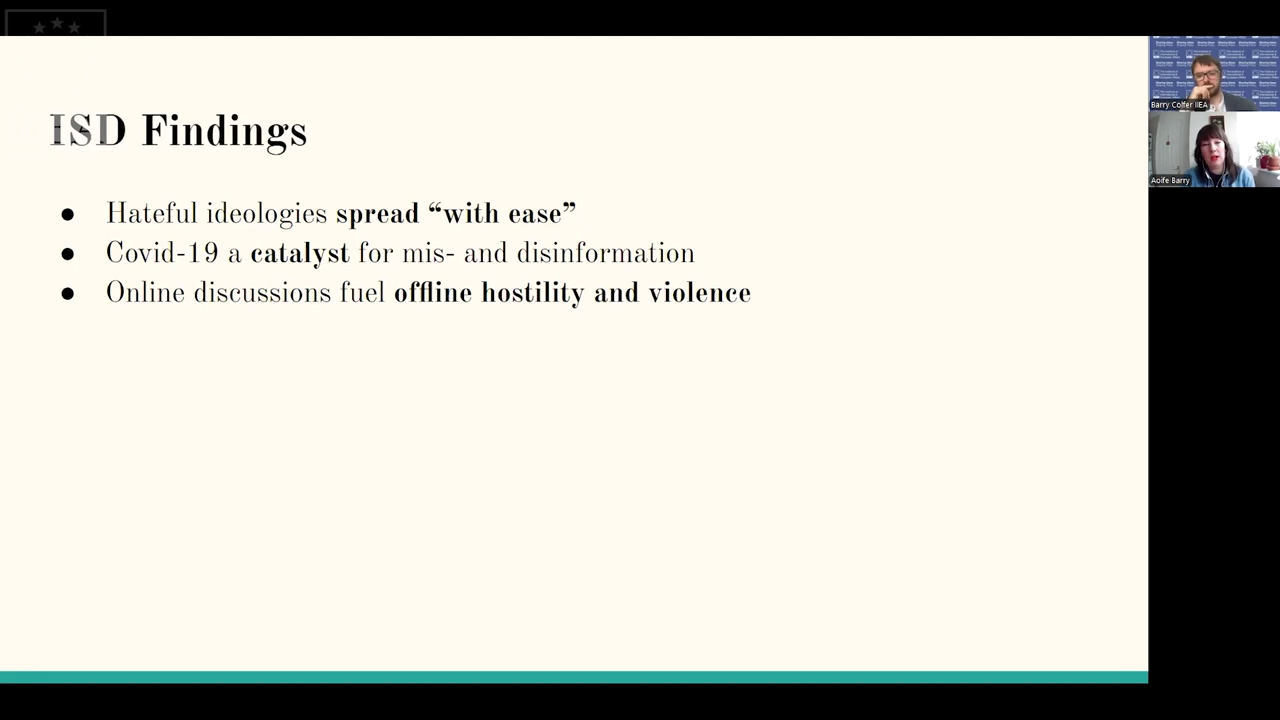 ISD Findings
● Hateful ideologies spread “with ease”
● Covid-19 a catalyst for mis- and disinformation
● Online discussions fuel offline hostility and violence
Barry Colfer IIEA
Aoife Barry